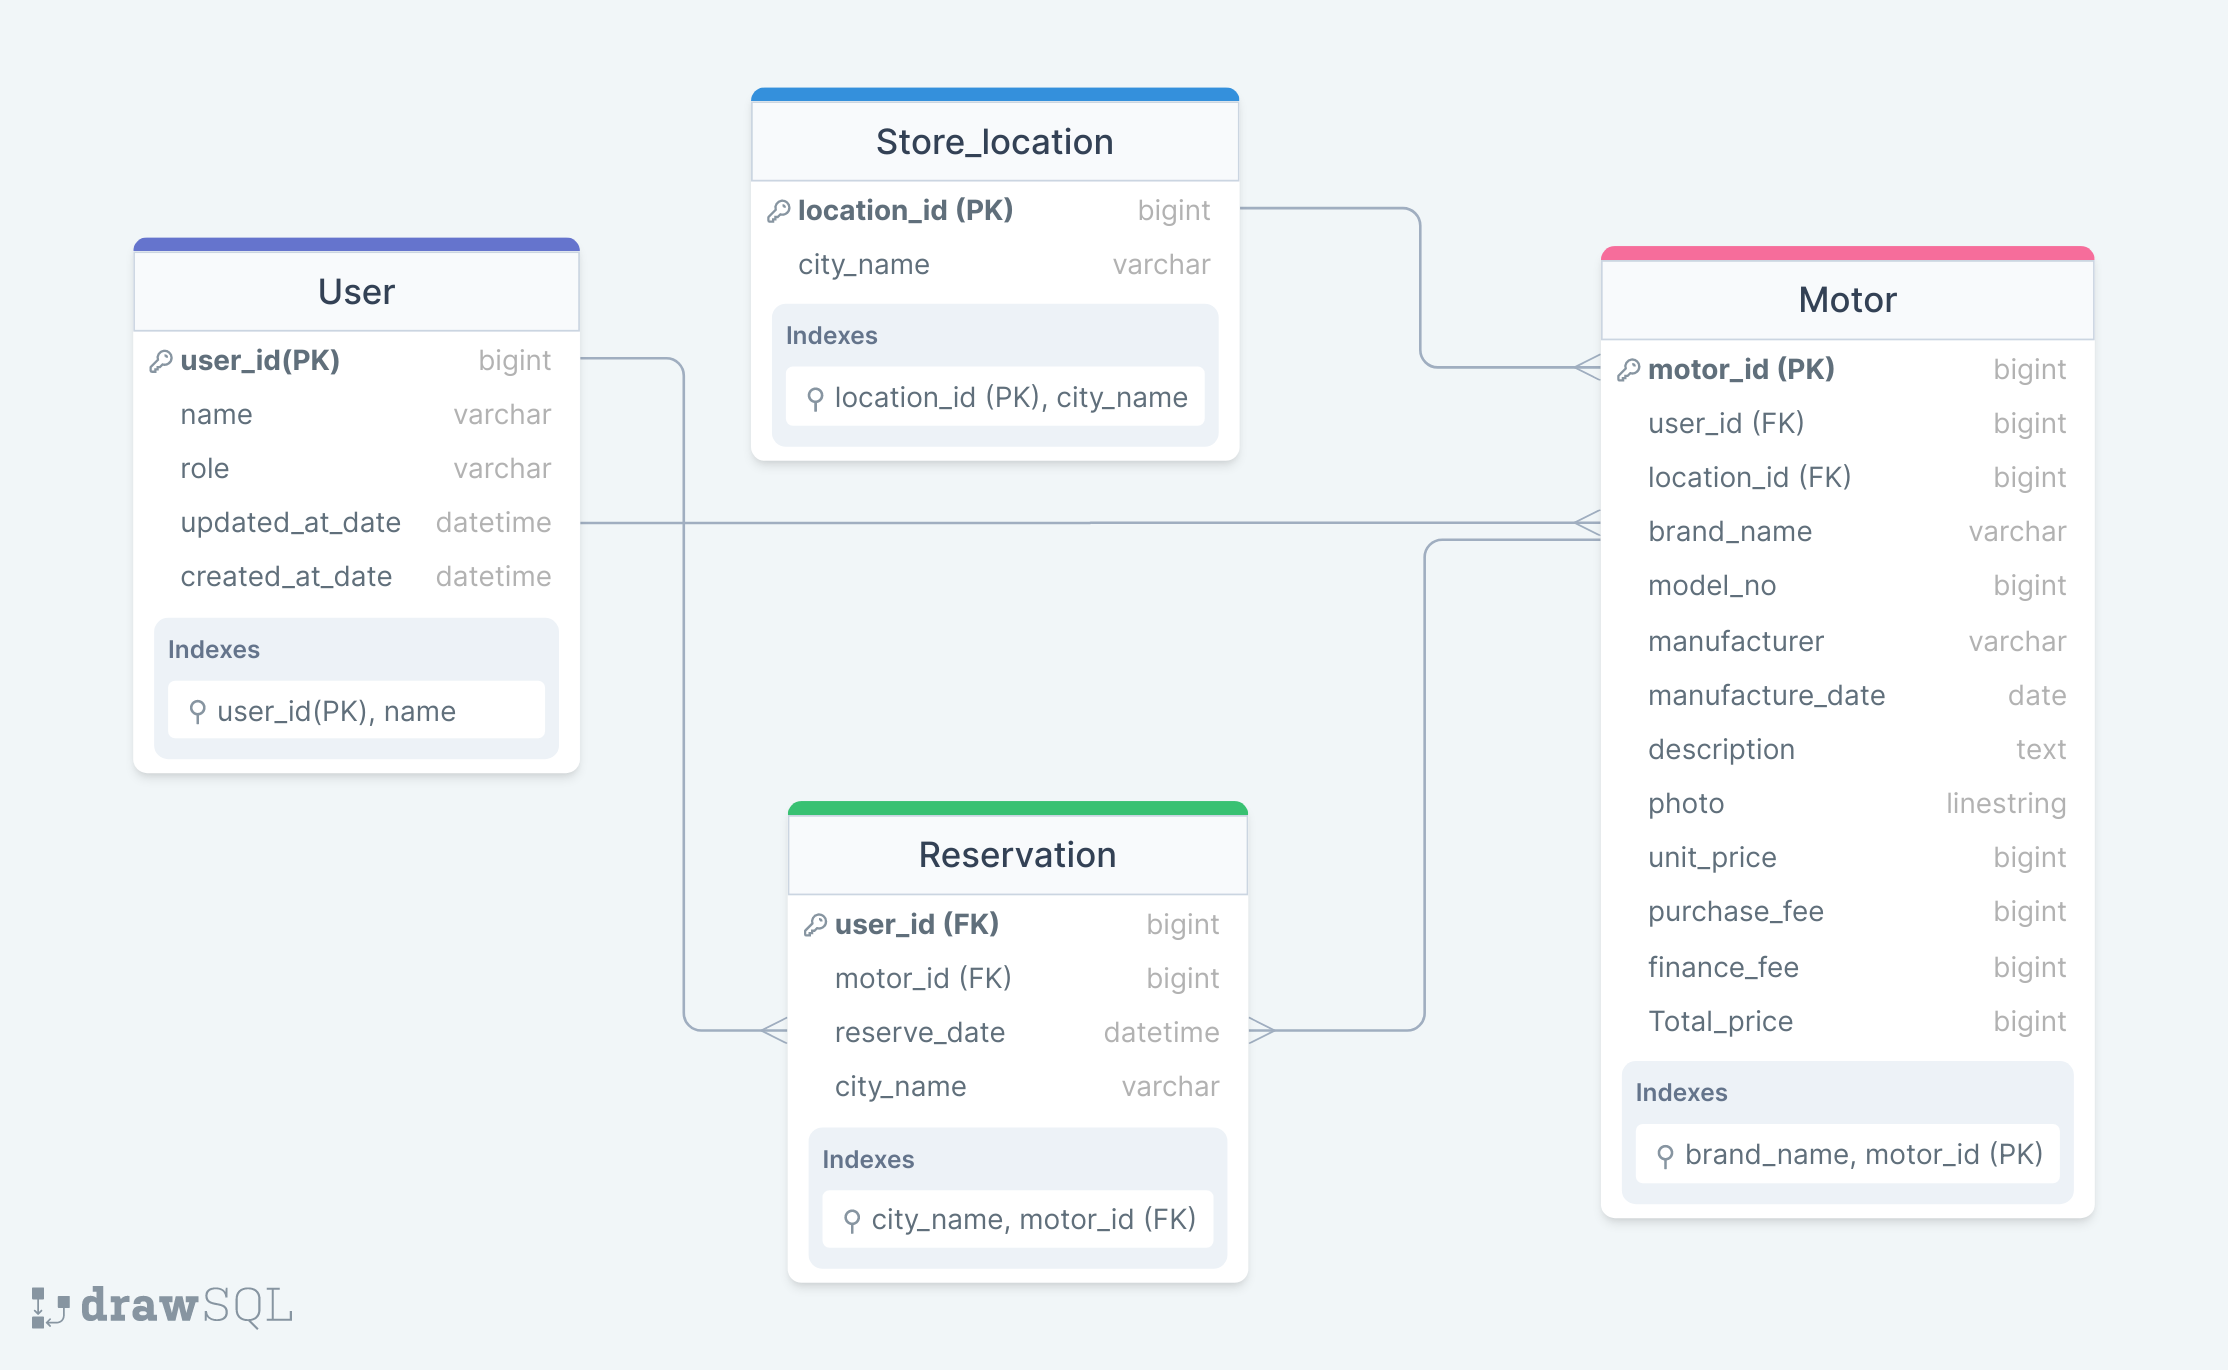 Store_location
location_id (PK) bigint
city_name varchar
Indexes
location_id (PK), city_name
User
user_id(PK) bigint
name varchar
role varchar
updated_at_date datetime
created_at_date datetime
Indexes
user_id(PK), name
Motor
motor_id (PK) bigint
user_id (FK) bigint
location_id (FK) bigint
brand_name varchar
model_no bigint
manufacturer varchar
manufacture_date date
description text
photo linestring
unit_price bigint
purchase_fee bigint
finance_fee bigint
Total_price bigint
Indexes
brand_name, motor_id (PK)
Reservation
user_id (FK) bigint
motor_id (FK) bigint
reserve_date datetime
city_name varchar
Indexes
city_name, motor_id (FK)
drawSQL